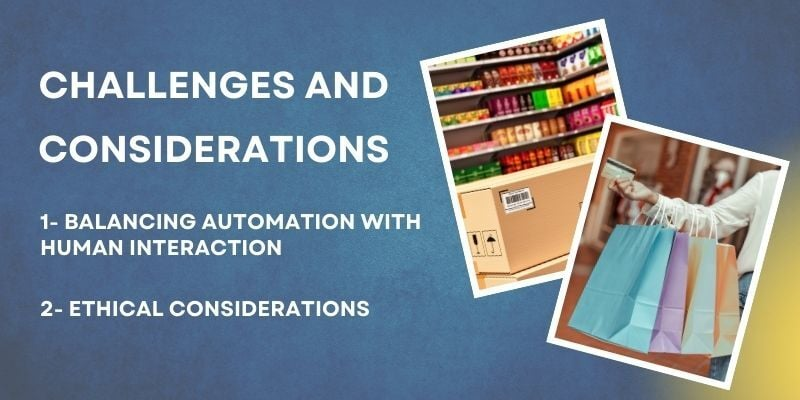 CHALLENGES AND
CONSIDERATIONS
1- BALANCING AUTOMATION WITH
HUMAN INTERACTION
2- ETHICAL CONSIDERATIONS